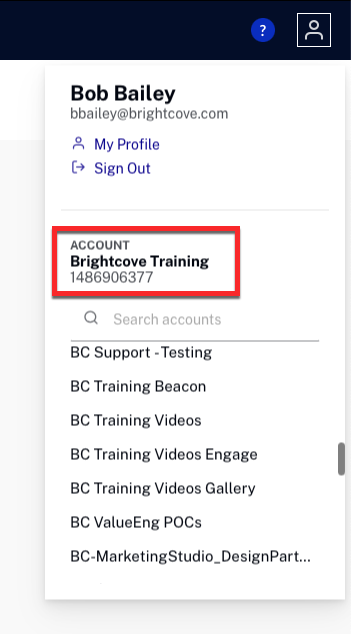 ?
Bob Bailey
bbailey@brightcove.com
My Profile
Sign Out
ACCOUNT
Brightcove Training
1486906377
Search accounts
BC Support - Testing
BC Training Beacon
BC Training Videos
BC Training Videos Engage
BC Training Videos Gallery
BC ValueEng POCs
BC-MarketingStudio_DesignPart...